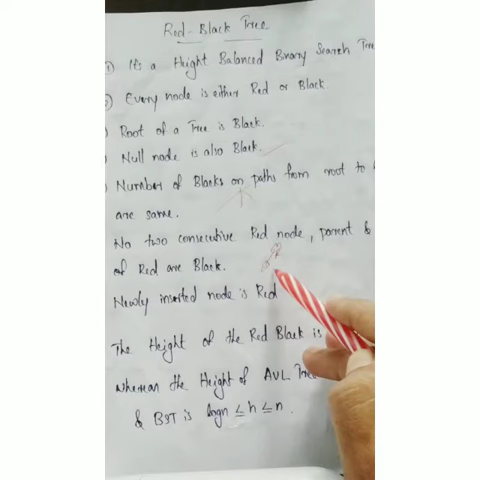 Red-Black Tree
① It's a Height Balanced Binary Search Tree
② Every node is either Red or Black.
) Root of a Tree is Black.
) Null node is also Black.
) Number of Blacks on paths from root to
are same.
No two consecutive Red node, parent &
of Red are Black.
Newly inserted node is Red
The Height of the Red Black is
whereas the Height of AVL Tree
& BST is logn ≤ h ≤ n.